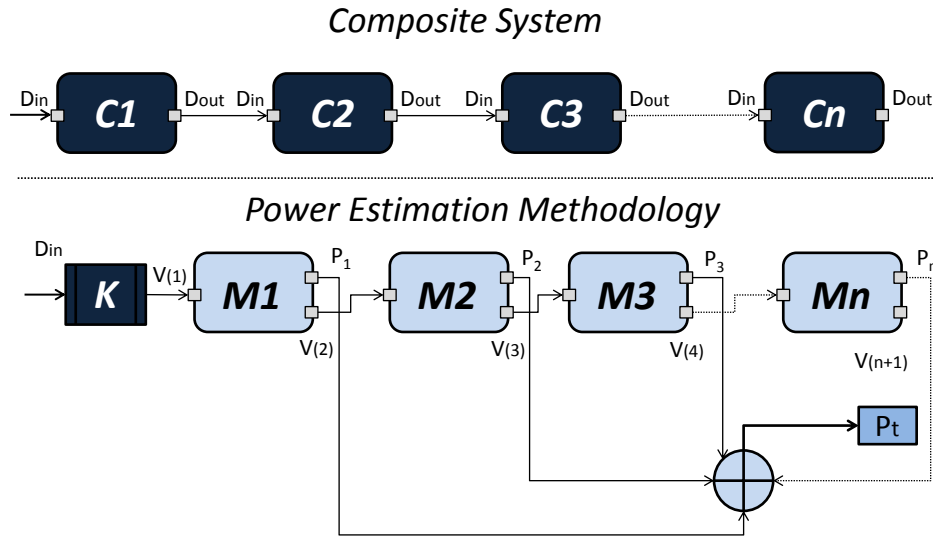 Composite System
Din C1 Dout Din C2 Dout Din C3 Dout Din Cn Dout
Power Estimation Methodology
Din K V(1) M1 P1 M2 P2 M3 P3 Mn
V(2) V(3) V(4) V(n+1)
Pt